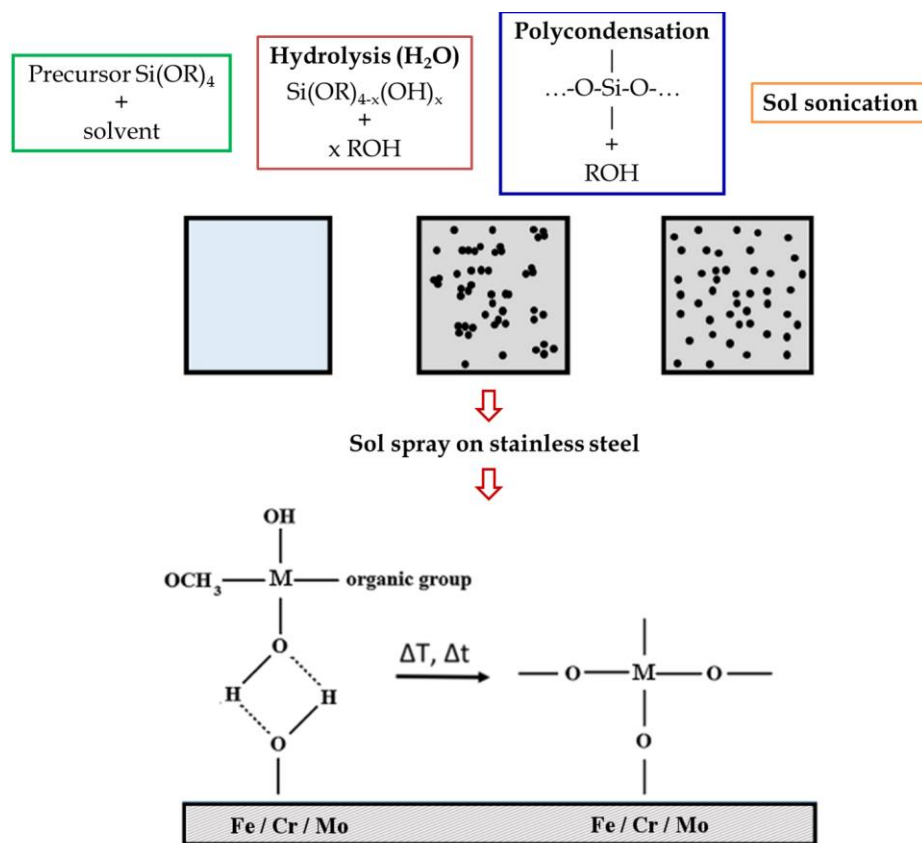 Precursor Si(OR)₄
+
solvent
Hydrolysis (H₂O)
Si(OR)₄₋ₓ(OH)ₓ
+
x ROH
Polycondensation
…-O-Si-O-…
+
ROH
Sol sonication
Sol spray on stainless steel
OH
OCH₃ M organic group
O
H H
O
ΔT, Δt
O M O
O
Fe / Cr / Mo Fe / Cr / Mo